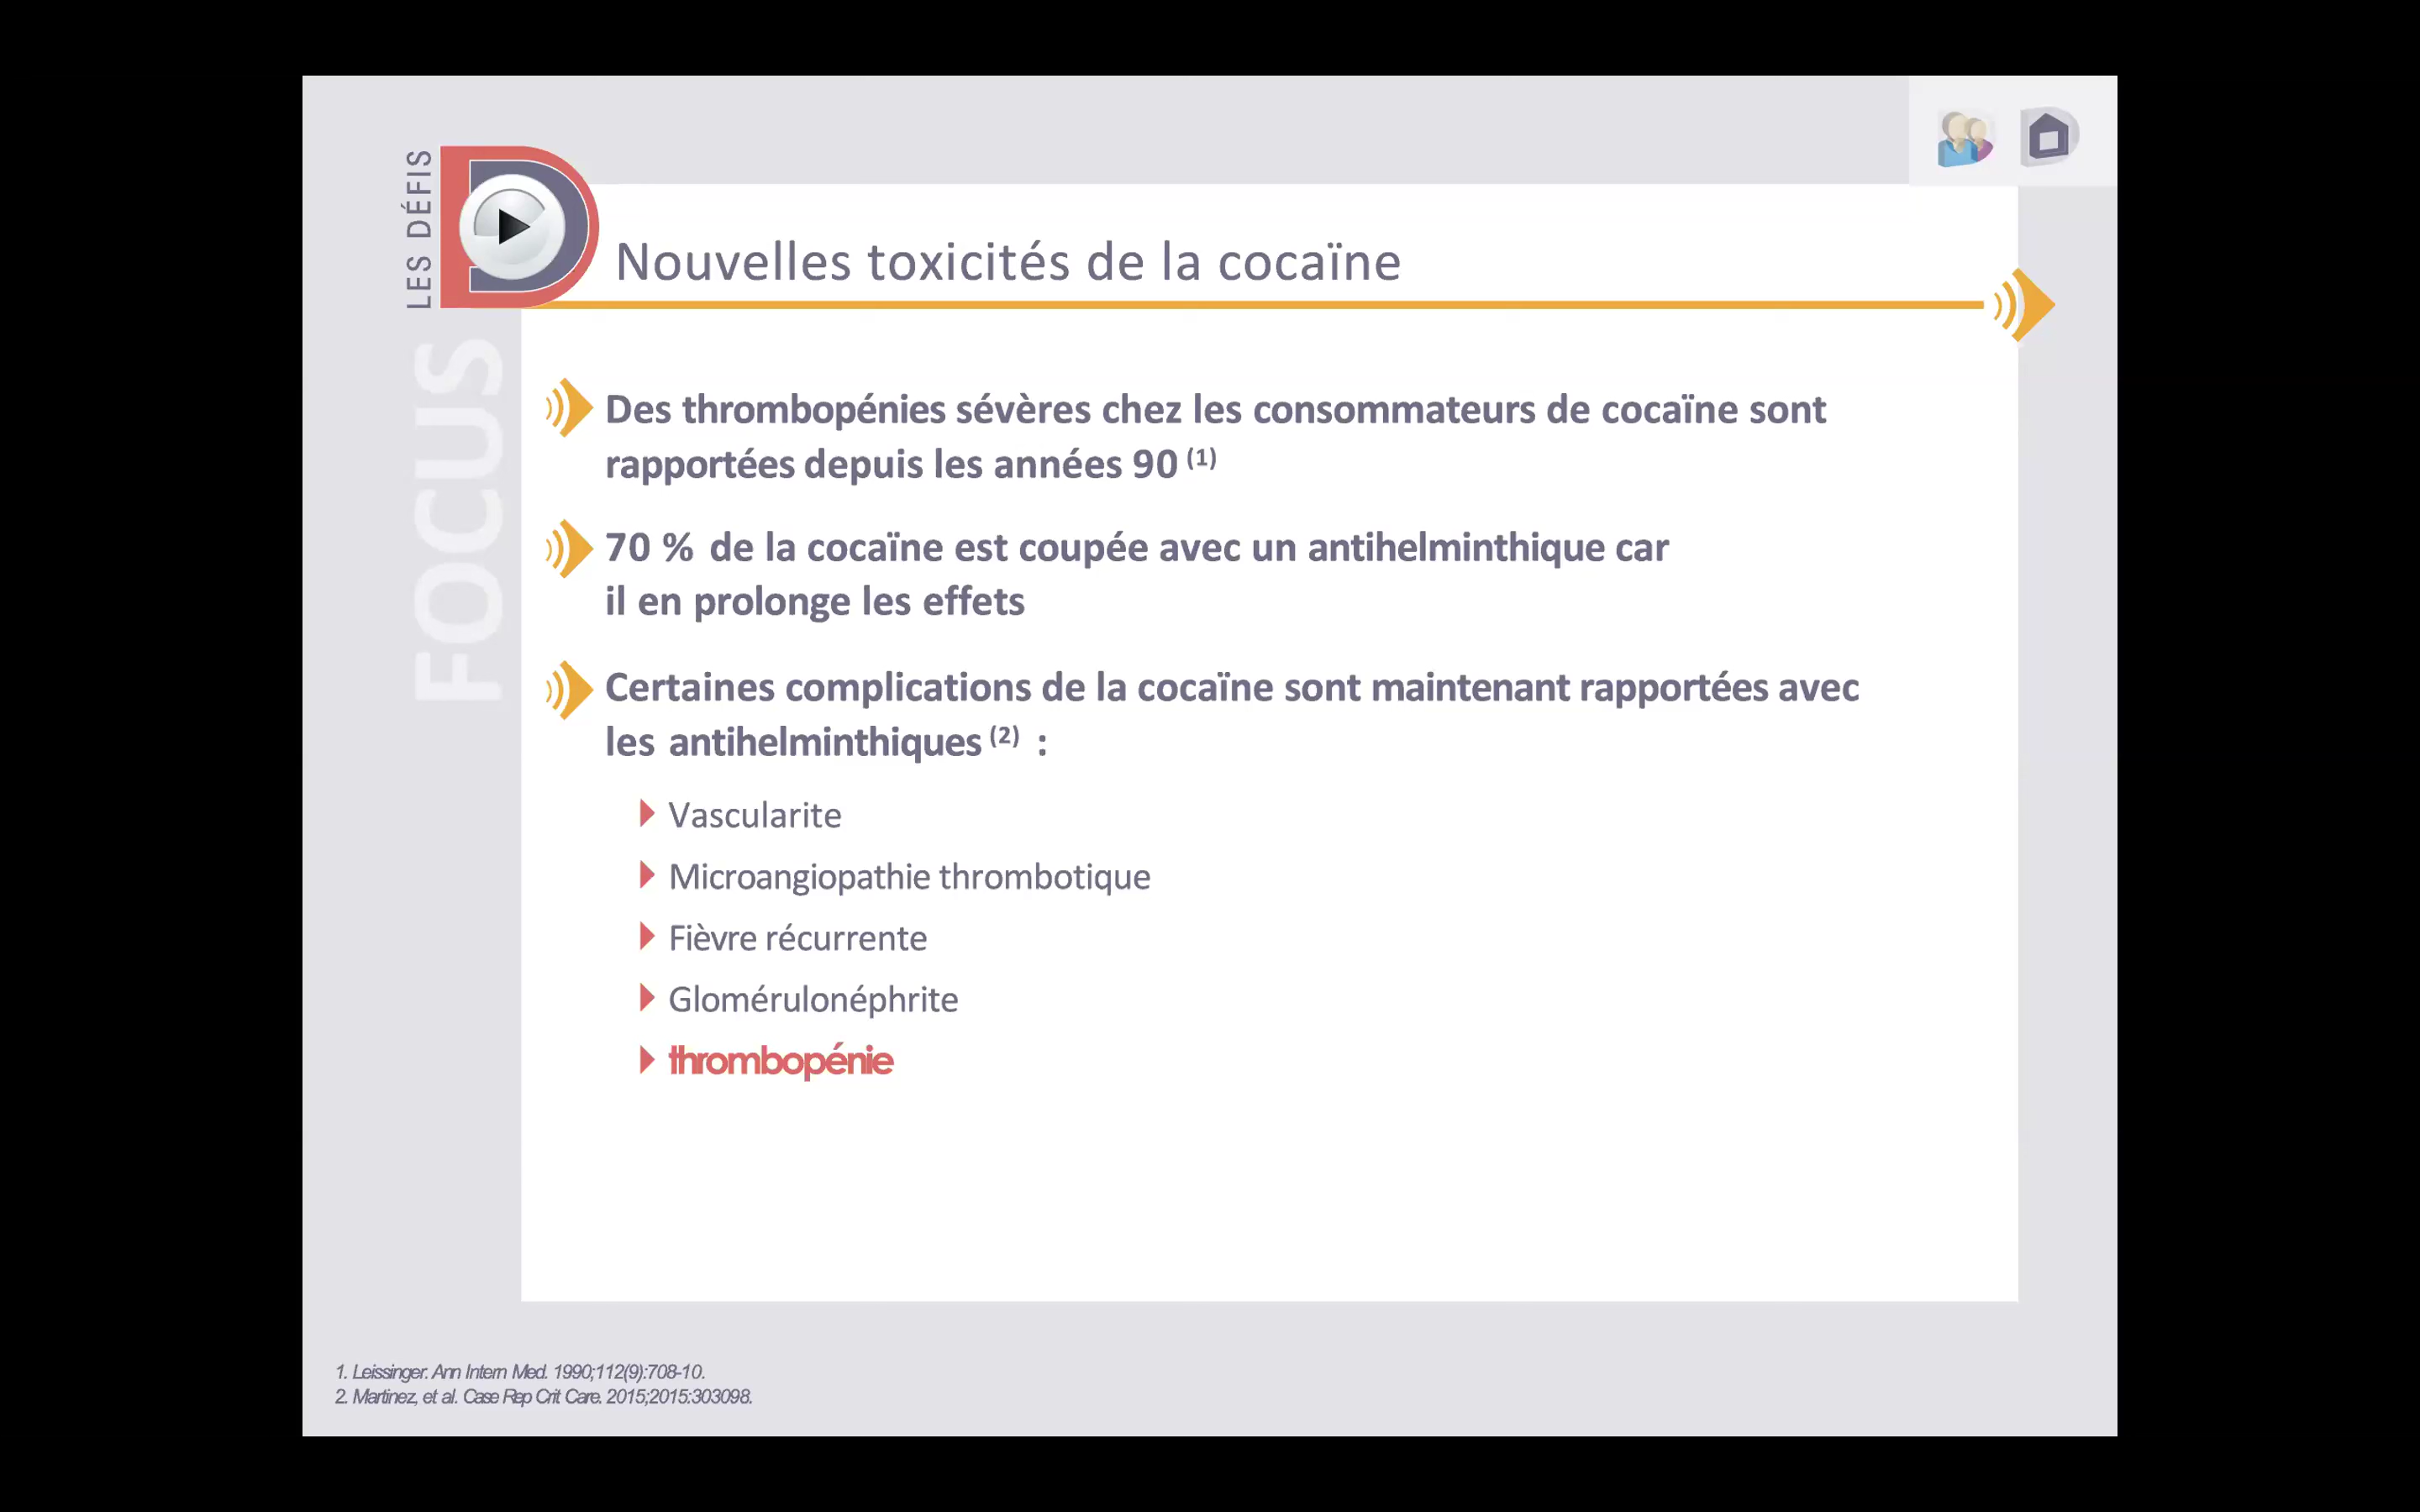 LES DÉFIS
Nouvelles toxicités de la cocaïne
FOCUS
Des thrombopénies sévères chez les consommateurs de cocaïne sont
rapportées depuis les années 90 (1)
70 % de la cocaïne est coupée avec un antihelminthique car
il en prolonge les effets
Certaines complications de la cocaïne sont maintenant rapportées avec
les antihelminthiques (2) :
Vascularite
Microangiopathie thrombotique
Fièvre récurrente
Glomérulonéphrite
thrombopénie
1. Leissinger. Ann Intern Med. 1990;112(9):708-10.
2. Martinez, et al. Case Rep Crit Care. 2015;2015:303098.